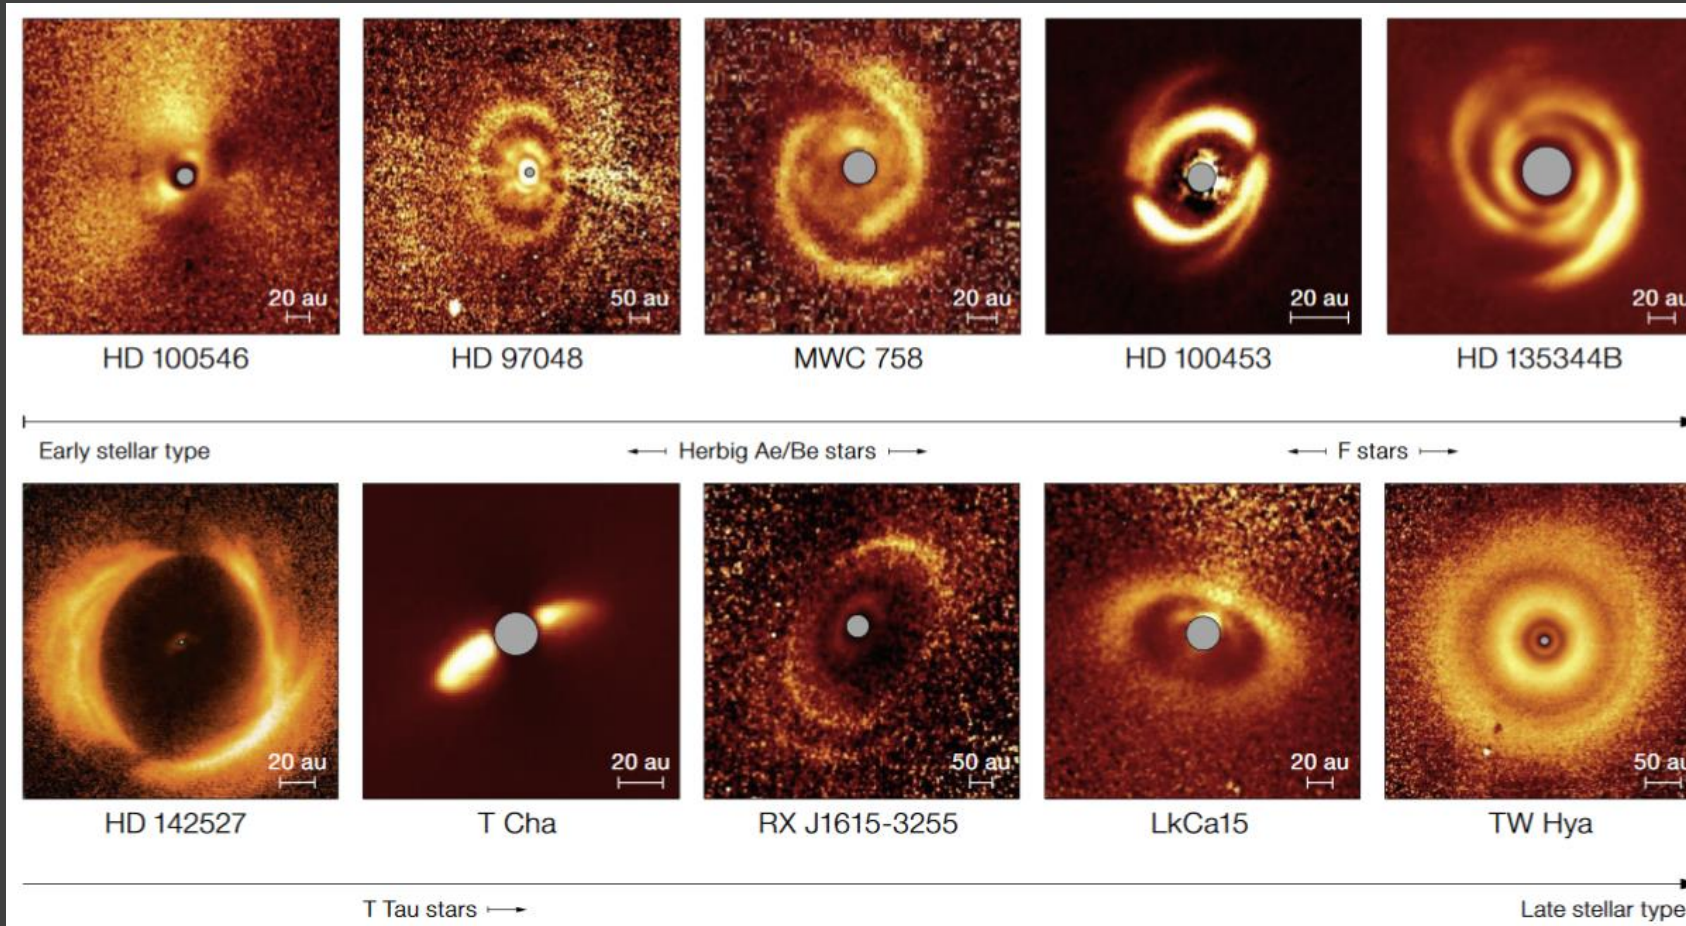 20 au
50 au
20 au
20 au
20 au
HD 100546
HD 97048
MWC 758
HD 100453
HD 135344B
Early stellar type
Herbig Ae/Be stars
F stars
20 au
20 au
50 au
20 au
50 au
HD 142527
T Cha
RX J1615-3255
LkCa15
TW Hya
T Tau stars
Late stellar type